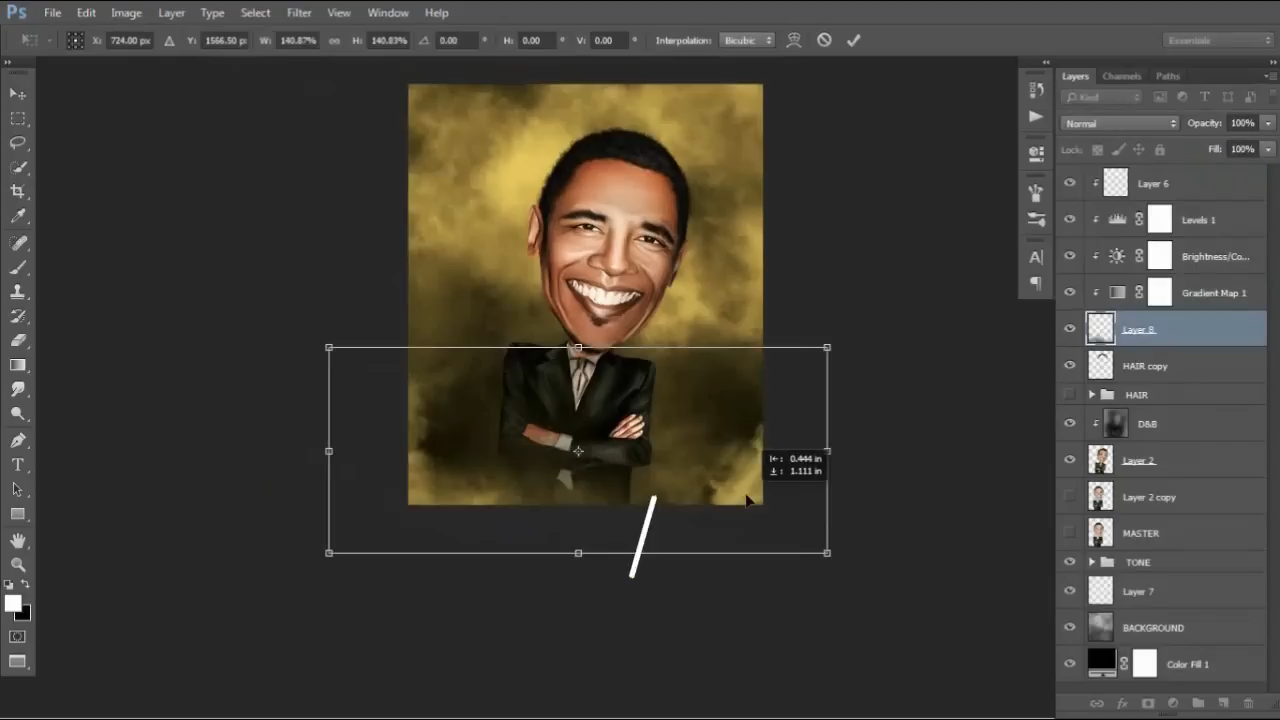 Ps File Edit Image Layer Type Select Filter View Window Help
X: 724.00 px Y: 1566.50 p: W: 140.87% H: 140.83% 0.00 ° H: 0.00 ° V: 0.00 ° Interpolation: Bicubic Essentials
Layers Channels Paths
Kind
Normal Opacity: 100%
Lock: Fill: 100%
Layer 6
Levels 1
Brightness/Co...
Gradient Map 1
Layer 8
HAIR copy
HAIR
D&B
Layer 2
Layer 2 copy
MASTER
TONE
Layer 7
BACKGROUND
Color Fill 1
0.444 in
1.111 in